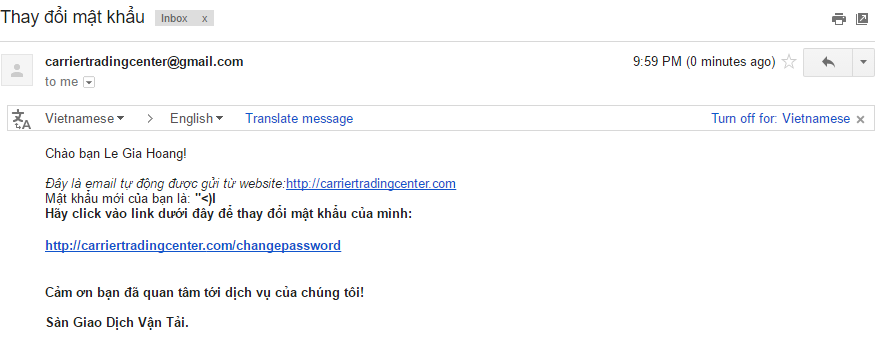 Thay đổi mật khẩu Inbox x
carriertradingcenter@gmail.com 9:59 PM (0 minutes ago)
to me
Vietnamese > English Translate message Turn off for: Vietnamese x
Chào bạn Le Gia Hoang!
Đây là email tự động được gửi từ website:http://carriertradingcenter.com
Mật khẩu mới của bạn là: "<)I
Hãy click vào link dưới đây để thay đổi mật khẩu của mình:
http://carriertradingcenter.com/changepassword
Cảm ơn bạn đã quan tâm tới dịch vụ của chúng tôi!
Sàn Giao Dịch Vận Tải.